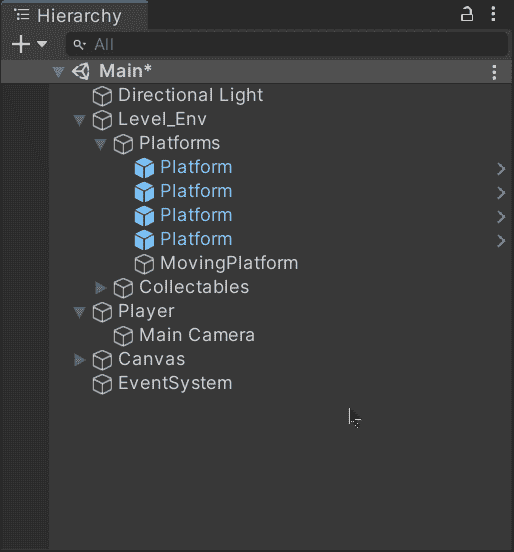 Hierarchy
All
Main*
Directional Light
Level_Env
Platforms
Platform
Platform
Platform
Platform
MovingPlatform
Collectables
Player
Main Camera
Canvas
EventSystem